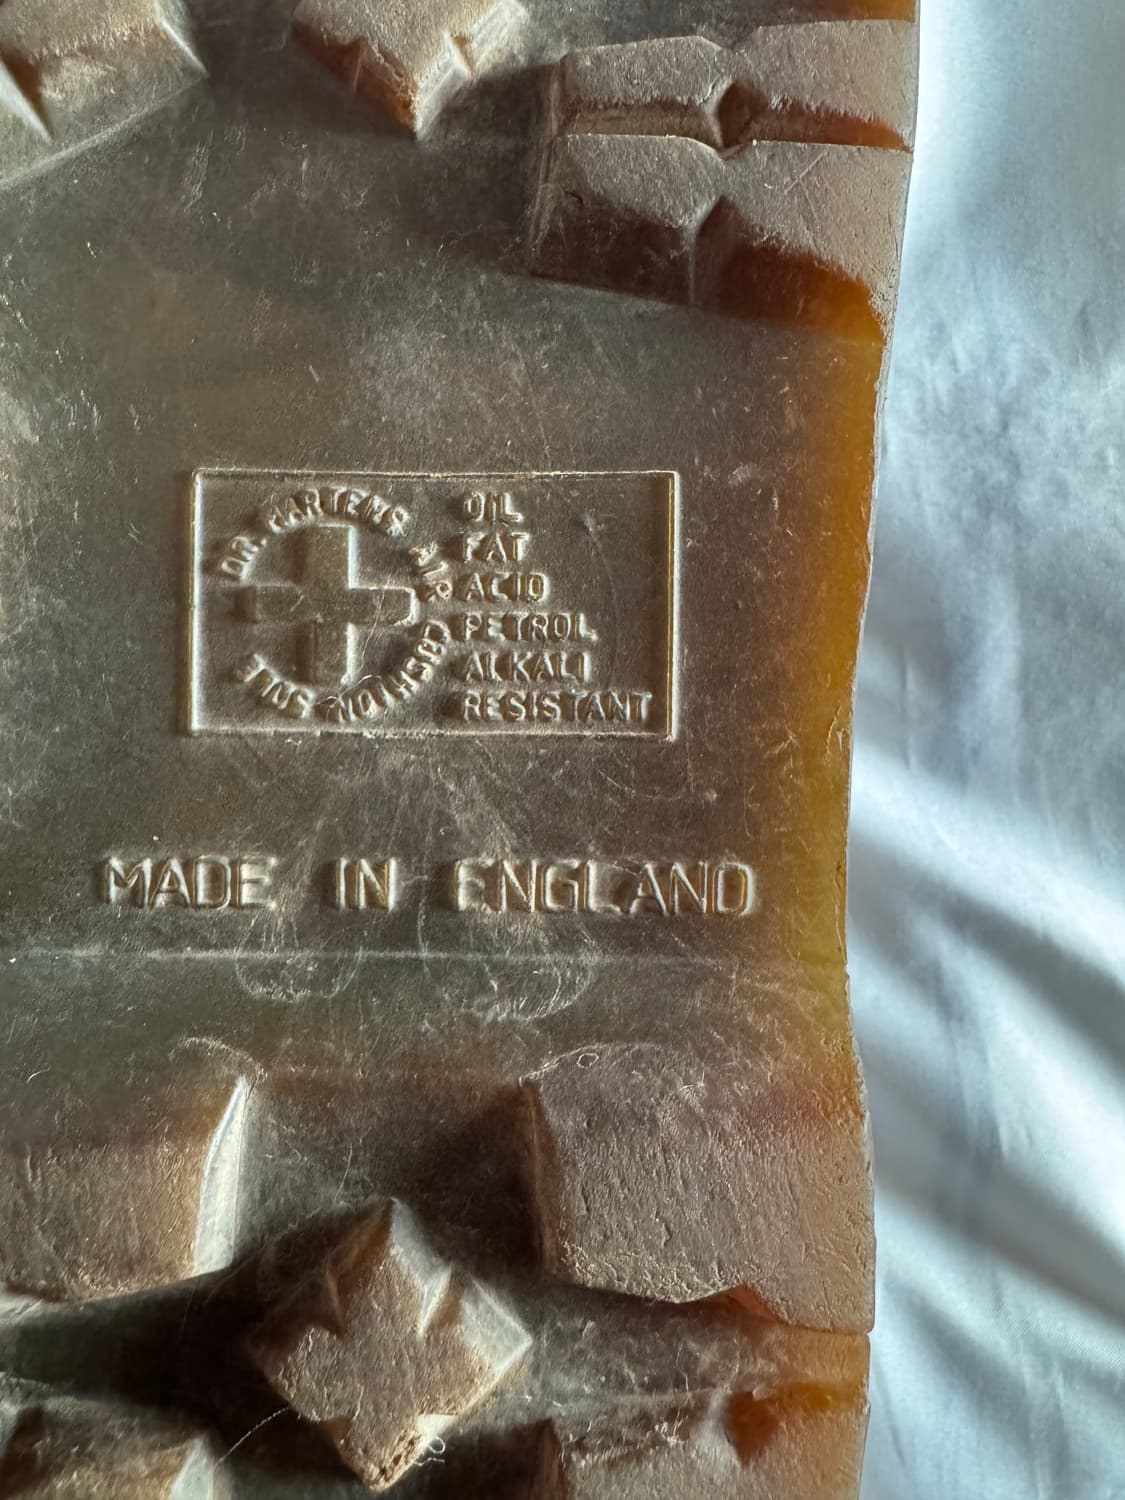 DR. MARTENS AIR CUSHION SOLE
OIL
FAT
ACID
PETROL
ALKALI
RESISTANT
MADE IN ENGLAND